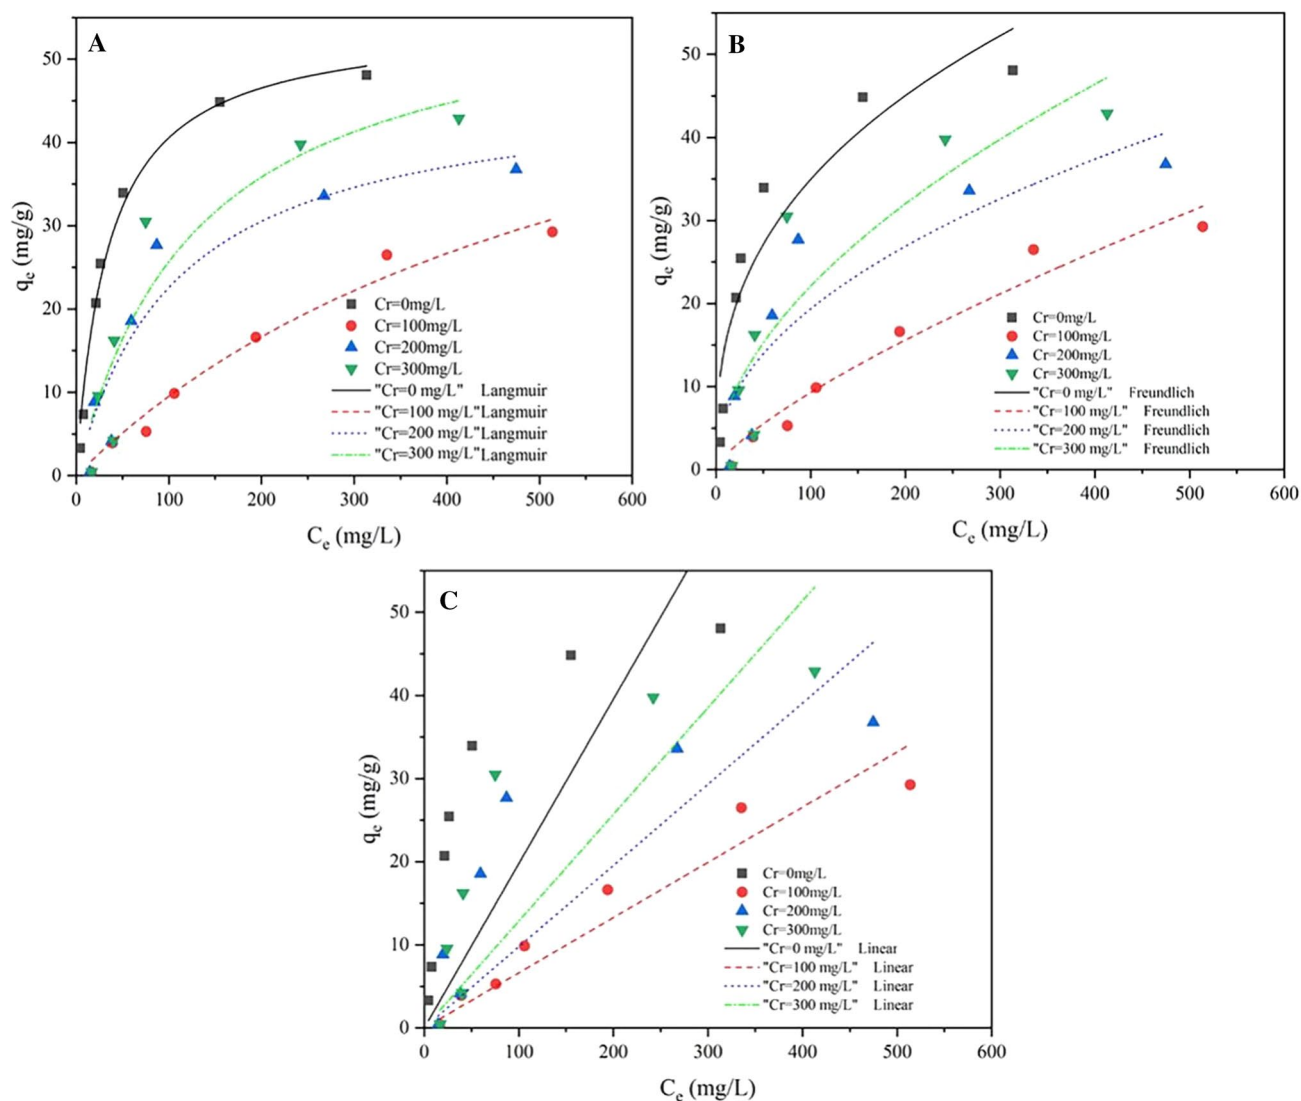 A
50
40
30
20
10
0
qe (mg/g)
Cr=0mg/L
Cr=100mg/L
Cr=200mg/L
Cr=300mg/L
"Cr=0 mg/L" Langmuir
"Cr=100 mg/L"Langmuir
"Cr=200 mg/L"Langmuir
"Cr=300 mg/L"Langmuir
0 100 200 300 400 500 600
Ce (mg/L)
B
50
40
30
20
10
0
qe (mg/g)
Cr=0mg/L
Cr=100mg/L
Cr=200mg/L
Cr=300mg/L
"Cr=0 mg/L" Freundlich
"Cr=100 mg/L" Freundlich
"Cr=200 mg/L" Freundlich
"Cr=300 mg/L" Freundlich
0 100 200 300 400 500 600
Ce (mg/L)
C
50
40
30
20
10
0
qe (mg/g)
Cr=0mg/L
Cr=100mg/L
Cr=200mg/L
Cr=300mg/L
"Cr=0 mg/L" Linear
"Cr=100 mg/L" Linear
"Cr=200 mg/L" Linear
"Cr=300 mg/L" Linear
0 100 200 300 400 500 600
Ce (mg/L)